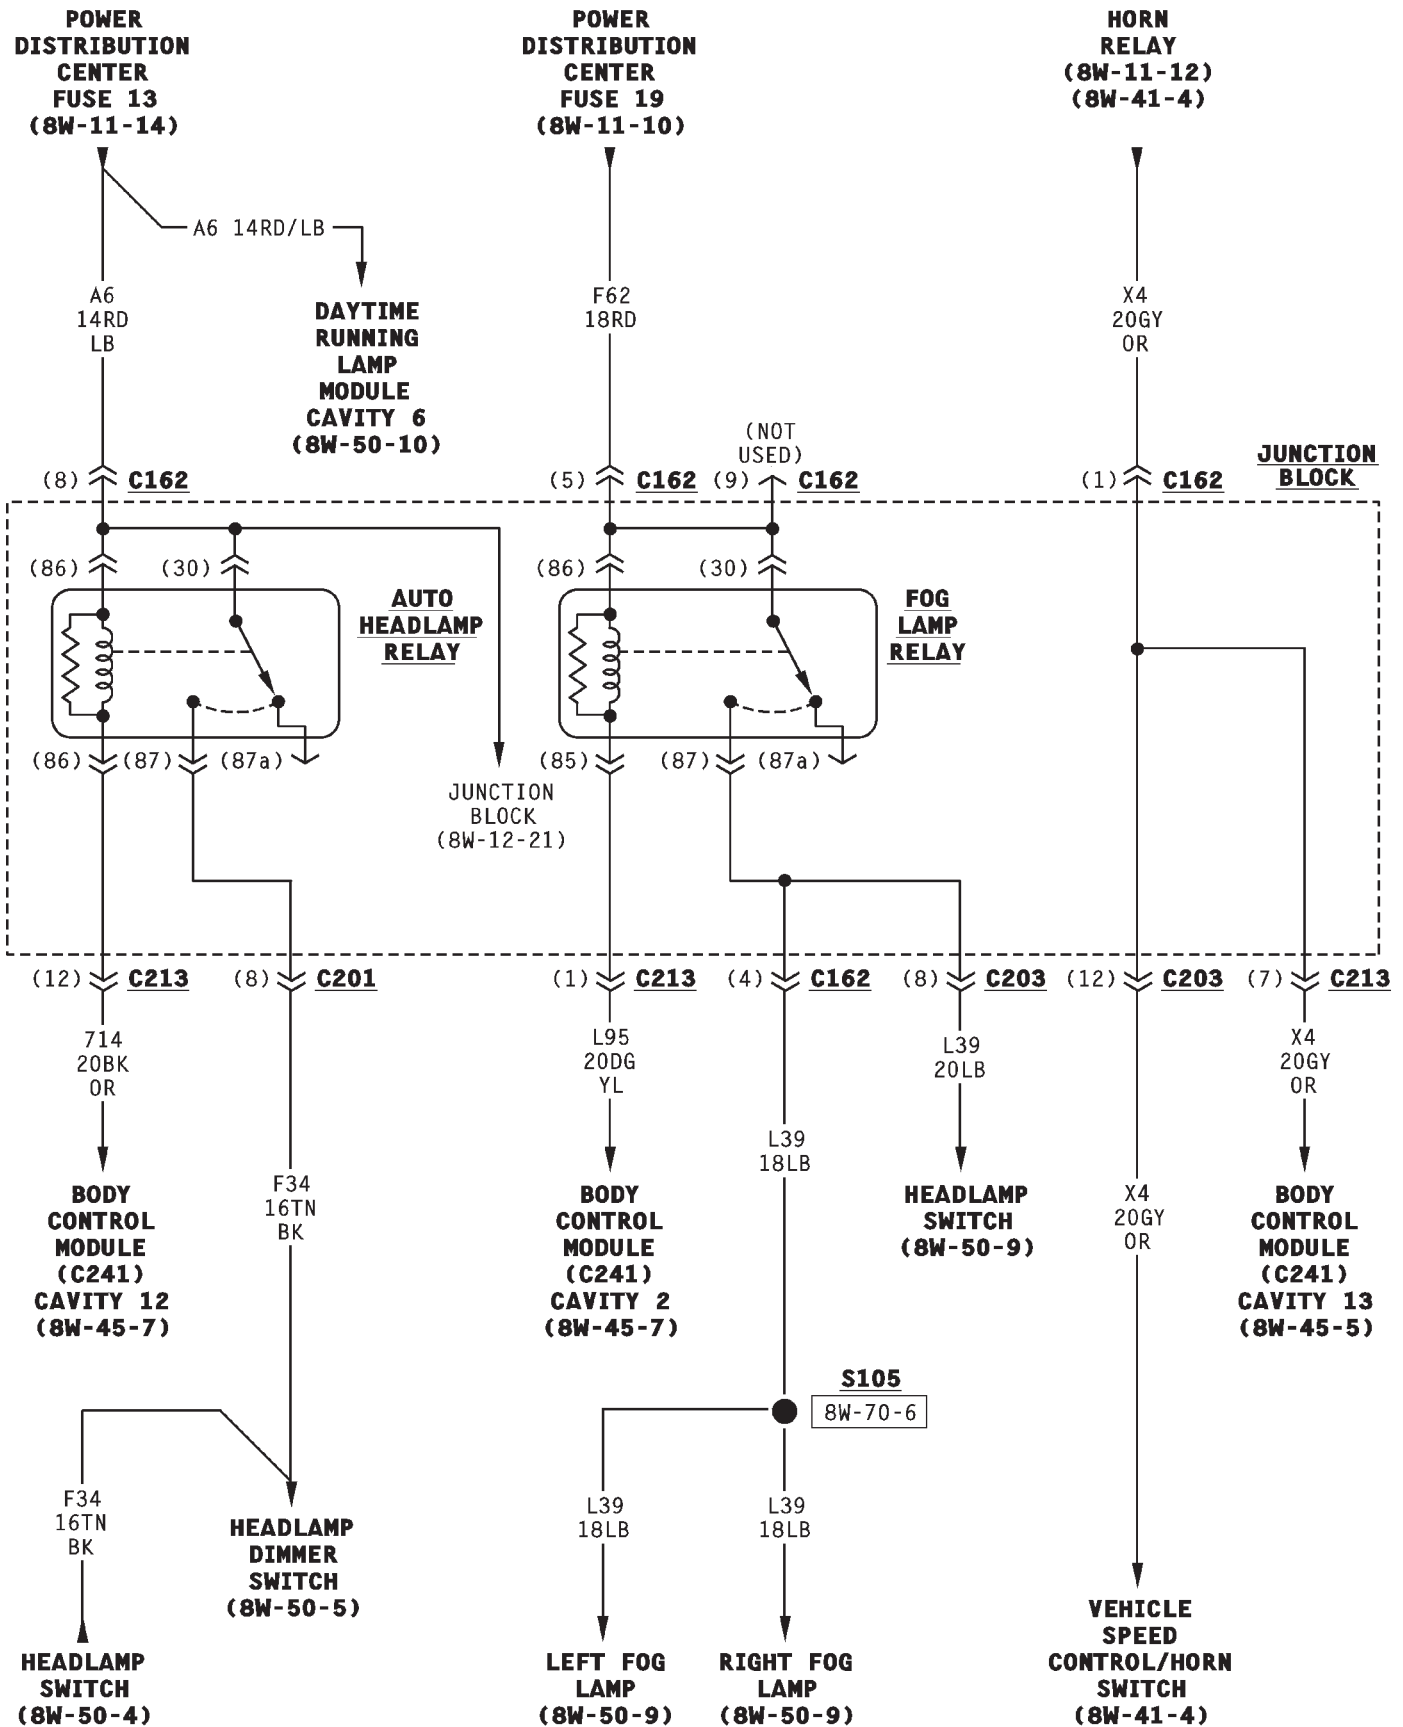 POWER
DISTRIBUTION
CENTER
FUSE 13
(8W-11-14)
POWER
DISTRIBUTION
CENTER
FUSE 19
(8W-11-10)
HORN
RELAY
(8W-11-12)
(8W-41-4)
A6 14RD/LB
A6
14RD
LB
DAYTIME
RUNNING
LAMP
MODULE
CAVITY 6
(8W-50-10)
F62
18RD
X4
20GY
OR
(NOT
USED)
JUNCTION
BLOCK
(8) C162
(5) C162
(9) C162
(1) C162
(86)
(30)
(86)
(30)
AUTO
HEADLAMP
RELAY
FOG
LAMP
RELAY
(86)
(87)
(87a)
(85)
(87)
(87a)
JUNCTION
BLOCK
(8W-12-21)
(12) C213
(8) C201
(1) C213
(4) C162
(8) C203
(12) C203
(7) C213
714
20BK
OR
L95
20DG
YL
L39
20LB
X4
20GY
OR
L39
18LB
F34
16TN
BK
X4
20GY
OR
BODY
CONTROL
MODULE
(C241)
CAVITY 12
(8W-45-7)
BODY
CONTROL
MODULE
(C241)
CAVITY 2
(8W-45-7)
HEADLAMP
SWITCH
(8W-50-9)
BODY
CONTROL
MODULE
(C241)
CAVITY 13
(8W-45-5)
S105
8W-70-6
F34
16TN
BK
L39
18LB
L39
18LB
HEADLAMP
DIMMER
SWITCH
(8W-50-5)
HEADLAMP
SWITCH
(8W-50-4)
LEFT FOG
LAMP
(8W-50-9)
RIGHT FOG
LAMP
(8W-50-9)
VEHICLE
SPEED
CONTROL/HORN
SWITCH
(8W-41-4)